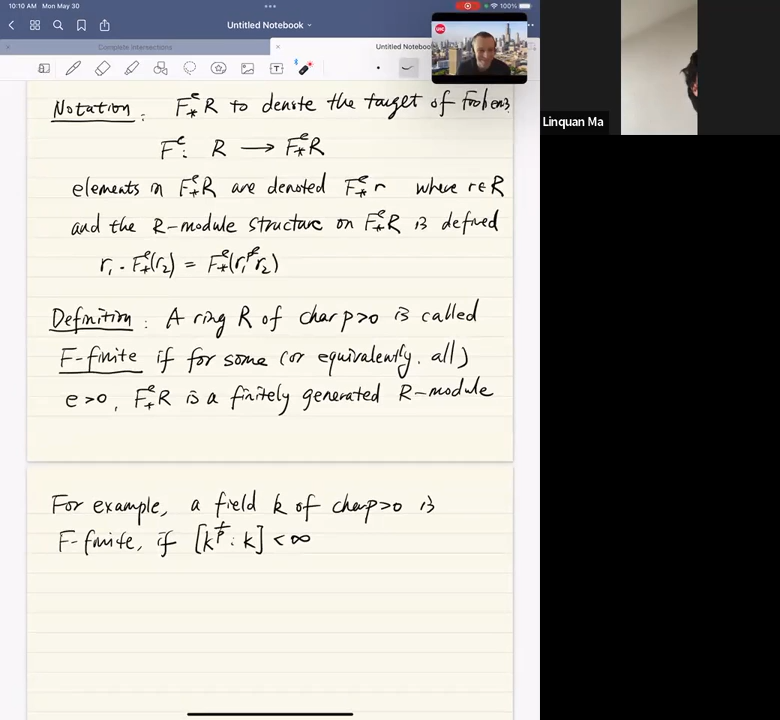 10:10 AM Mon May 30
100%
Untitled Notebook
Complete Intersections
Untitled Notebook
UIC
Linquan Ma
Notation: F^e_*R to denote the target of Frobenius
F^e: R → F^e_*R
elements in F^e_*R are denoted F^e_*r where r∈R
and the R-module structure on F^e_*R is defined
r_1 · F^e_*(r_2) = F^e_*(r_1^{p^e} r_2)
Definition: A ring R of char p>0 is called
F-finite if for some (or equivalently, all)
e>0, F^e_*R is a finitely generated R-module
For example, a field k of char p>0 is
F-finite, if [k^{1/p} : k] < ∞